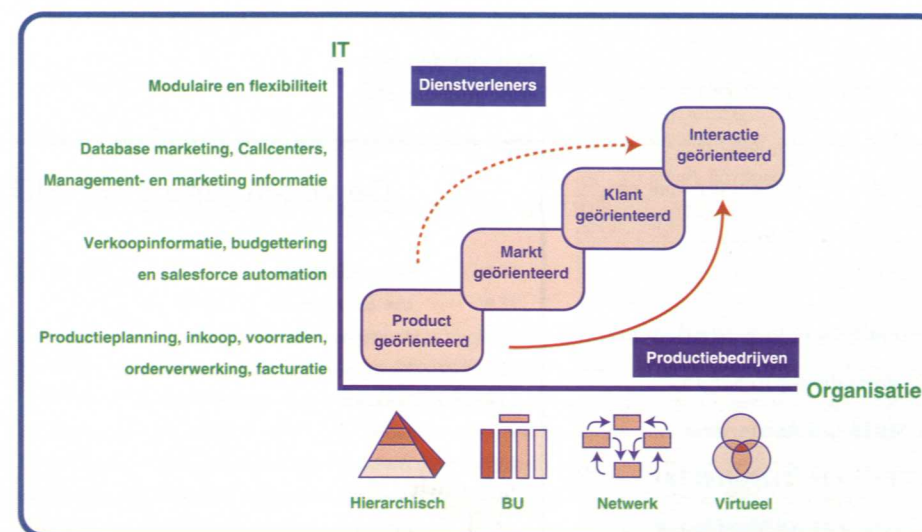 IT
Modulaire en flexibiliteit
Dienstverleners
Database marketing, Callcenters,
Management- en marketing informatie
Interactie
geörienteerd
Klant
geörienteerd
Verkoopinformatie, budgettering
en salesforce automation
Markt
geörienteerd
Productieplanning, inkoop, voorraden,
orderverwerking, facturatie
Product
geörienteerd
Productiebedrijven
Organisatie
Hierarchisch
BU
Netwerk
Virtueel